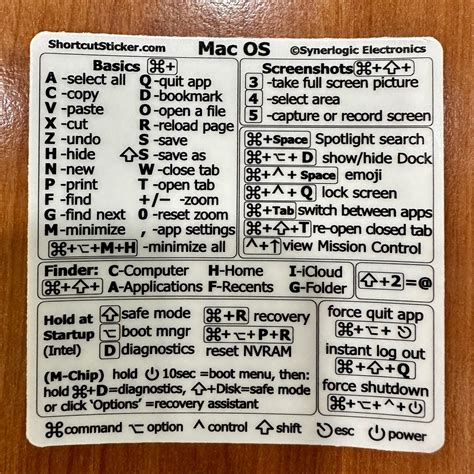 ShortcutSticker.com Mac OS ©Synerlogic Electronics
Basics ⌘+
A -select all Q -quit app
C -copy D -bookmark
V -paste O -open a file
X -cut R -reload page
Z -undo S -save
H -hide ⇧S -save as
N -new W -close tab
P -print T -open tab
F -find +/– -zoom
G -find next 0 -reset zoom
M -minimize , -app settings
⌘+⌥+M+H -minimize all
Screenshots ⌘+⇧+
3 -take full screen picture
4 -select area
5 -capture or record screen
⌘+Space Spotlight search
⌘+⌥+D show/hide Dock
⌘+^+Space emoji
⌘+^+Q lock screen
⌘+Tab switch between apps
⌘+⇧+T re-open closed tab
^+↑ view Mission Control
Finder: C-Computer H-Home I-iCloud
⌘+⇧+ A-Applications F-Recents G-Folder
⇧+2=@
Hold at Startup (Intel)
⇧ safe mode ⌘+R recovery
⌥ boot mngr ⌘+⌥+P+R
D diagnostics reset NVRAM
(M-Chip) hold ⏻ 10sec =boot menu, then:
hold ⌘+D=diagnostics, ⇧+Disk=safe mode
or click 'Options' =recovery assistant
force quit app
⌘+⌥+⎋
instant log out
⌘+⌥+⇧+Q
force shutdown
⌘+⌥+^+⏻
⌘command ⌥ option ^ control ⇧ shift ⎋esc ⏻power